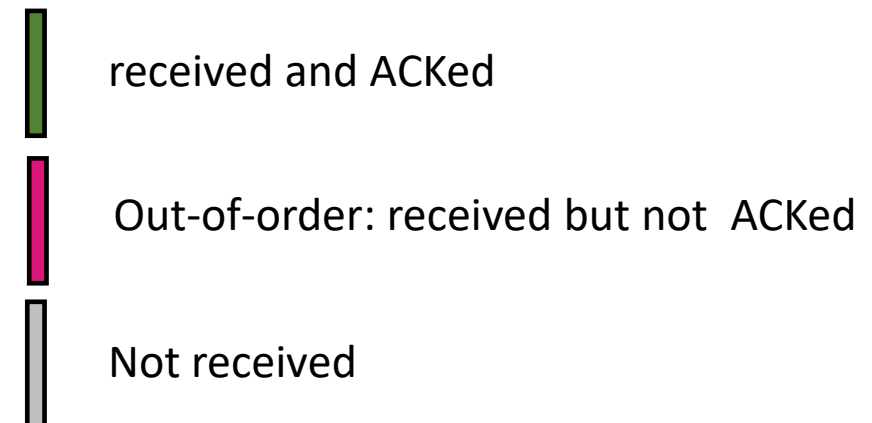 received and ACKed
Out-of-order: received but not ACKed
Not received